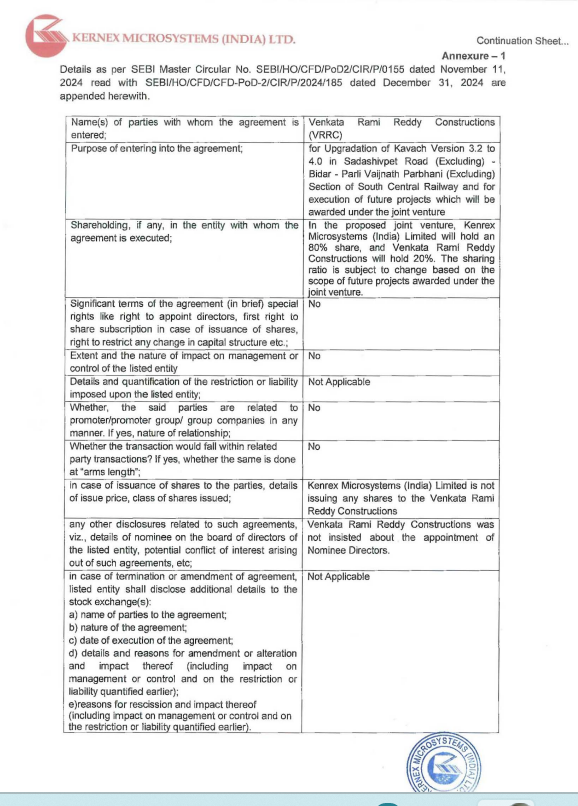 KERNEX MICROSYSTEMS (INDIA) LTD.
Continuation Sheet...
Annexure – 1
Details as per SEBI Master Circular No. SEBI/HO/CFD/PoD2/CIR/P/0155 dated November 11,
2024 read with SEBI/HO/CFD/CFD-PoD-2/CIR/P/2024/185 dated December 31, 2024 are
appended herewith.
Name(s) of parties with whom the agreement is
entered;
Venkata Rami Reddy Constructions
(VRRC)
Purpose of entering into the agreement;
for Upgradation of Kavach Version 3.2 to
4.0 in Sadashivpet Road (Excluding) -
Bidar - Parli Vaijnath Parbhani (Excluding)
Section of South Central Railway and for
execution of future projects which will be
awarded under the joint venture
Shareholding, if any, in the entity with whom the
agreement is executed;
In the proposed joint venture, Kenrex
Microsystems (India) Limited will hold an
80% share, and Venkata Rami Reddy
Constructions will hold 20%. The sharing
ratio is subject to change based on the
scope of future projects awarded under the
joint venture.
Significant terms of the agreement (in brief) special
rights like right to appoint directors, first right to
share subscription in case of issuance of shares,
right to restrict any change in capital structure etc.;
No
Extent and the nature of impact on management or
control of the listed entity
No
Details and quantification of the restriction or liability
imposed upon the listed entity;
Not Applicable
Whether, the said parties are related to
promoter/promoter group/ group companies in any
manner. If yes, nature of relationship;
No
Whether the transaction would fall within related
party transactions? If yes, whether the same is done
at "arms length";
No
in case of issuance of shares to the parties, details
of issue price, class of shares issued;
Kenrex Microsystems (India) Limited is not
issuing any shares to the Venkata Rami
Reddy Constructions
any other disclosures related to such agreements,
viz., details of nominee on the board of directors of
the listed entity, potential conflict of interest arising
out of such agreements, etc;
Venkata Rami Reddy Constructions was
not insisted about the appointment of
Nominee Directors.
in case of termination or amendment of agreement,
listed entity shall disclose additional details to the
stock exchange(s):
a) name of parties to the agreement;
b) nature of the agreement;
c) date of execution of the agreement;
d) details and reasons for amendment or alteration
and impact thereof (including impact on
management or control and on the restriction or
liability quantified earlier);
e)reasons for rescission and impact thereof
(including impact on management or control and on
the restriction or liability quantified earlier).
Not Applicable
KERNEX MICROSYSTEMS (INDIA) LTD